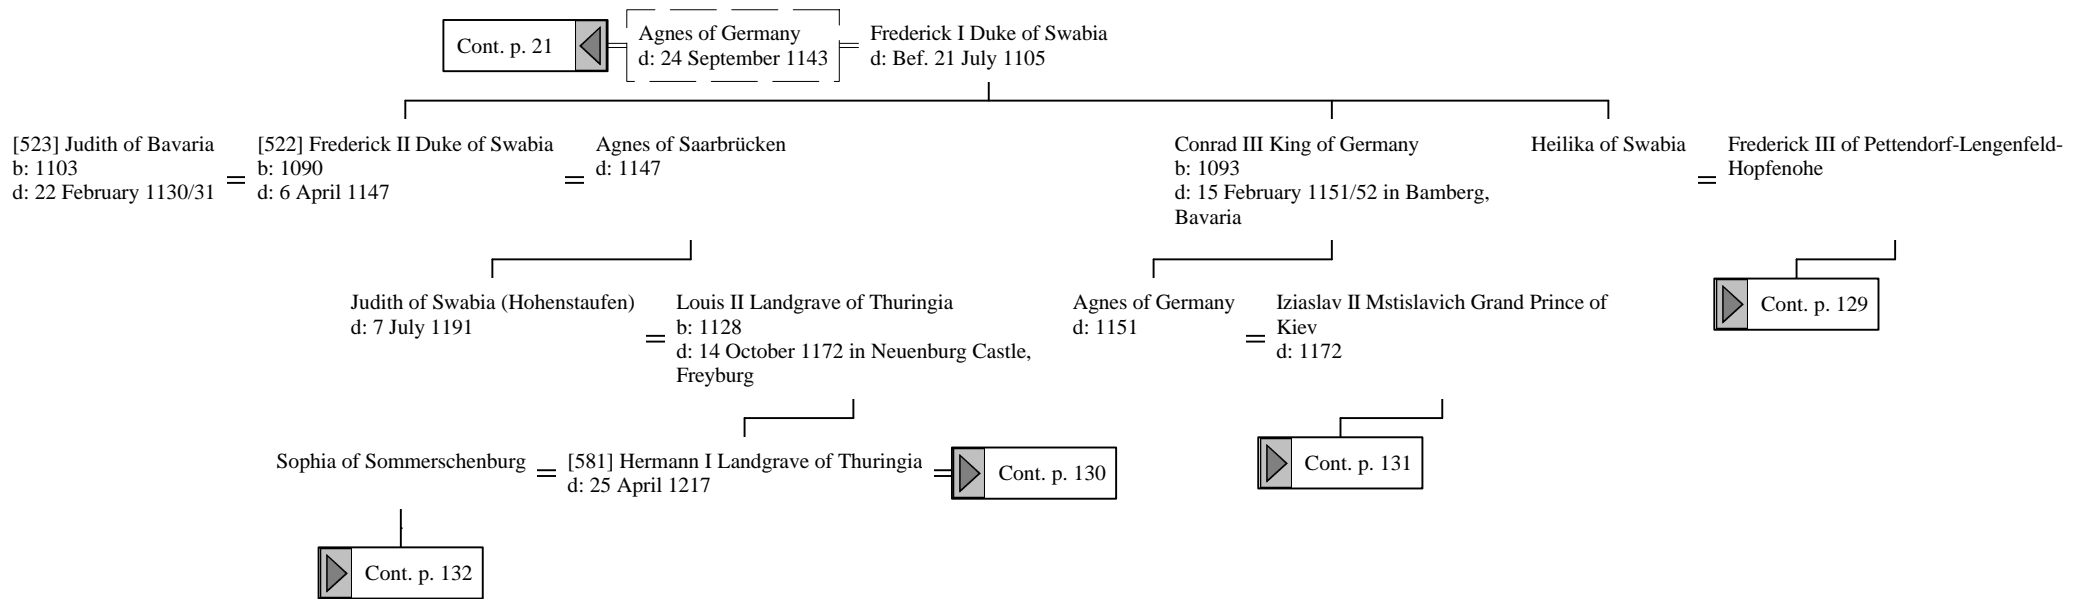 Cont. p. 21
Agnes of Germany
d: 24 September 1143
Frederick I Duke of Swabia
d: Bef. 21 July 1105
[523] Judith of Bavaria
b: 1103
d: 22 February 1130/31
[522] Frederick II Duke of Swabia
b: 1090
d: 6 April 1147
Agnes of Saarbrücken
d: 1147
Conrad III King of Germany
b: 1093
d: 15 February 1151/52 in Bamberg,
Bavaria
Heilika of Swabia
Frederick III of Pettendorf-Lengenfeld-
Hopfenohe
Judith of Swabia (Hohenstaufen)
d: 7 July 1191
Louis II Landgrave of Thuringia
b: 1128
d: 14 October 1172 in Neuenburg Castle,
Freyburg
Agnes of Germany
d: 1151
Iziaslav II Mstislavich Grand Prince of
Kiev
d: 1172
Cont. p. 129
Sophia of Sommerschenburg
[581] Hermann I Landgrave of Thuringia
d: 25 April 1217
Cont. p. 130
Cont. p. 131
Cont. p. 132